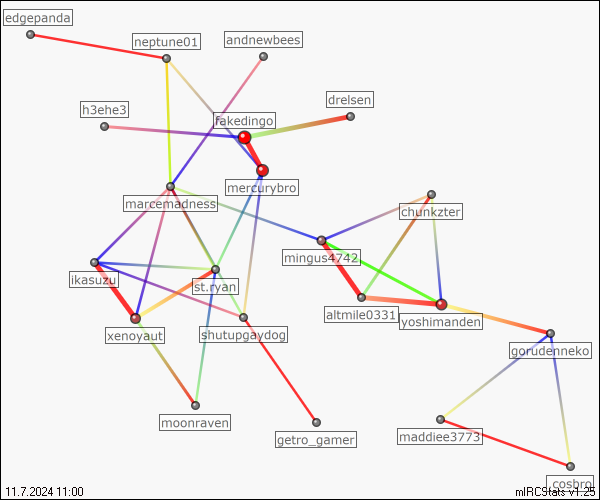 edgepanda
neptune01
andnewbees
h3ehe3
drelsen
fakedingo
mercurybro
marcemadness
chunkzter
mingus4742
ikasuzu
st.ryan
altmile0331
yoshimanden
xenoyaut
shutupgaydog
gorudenneko
moonraven
getro_gamer
maddiee3773
_cosbro_
11.7.2024 11:00
mIRCStats v1.25